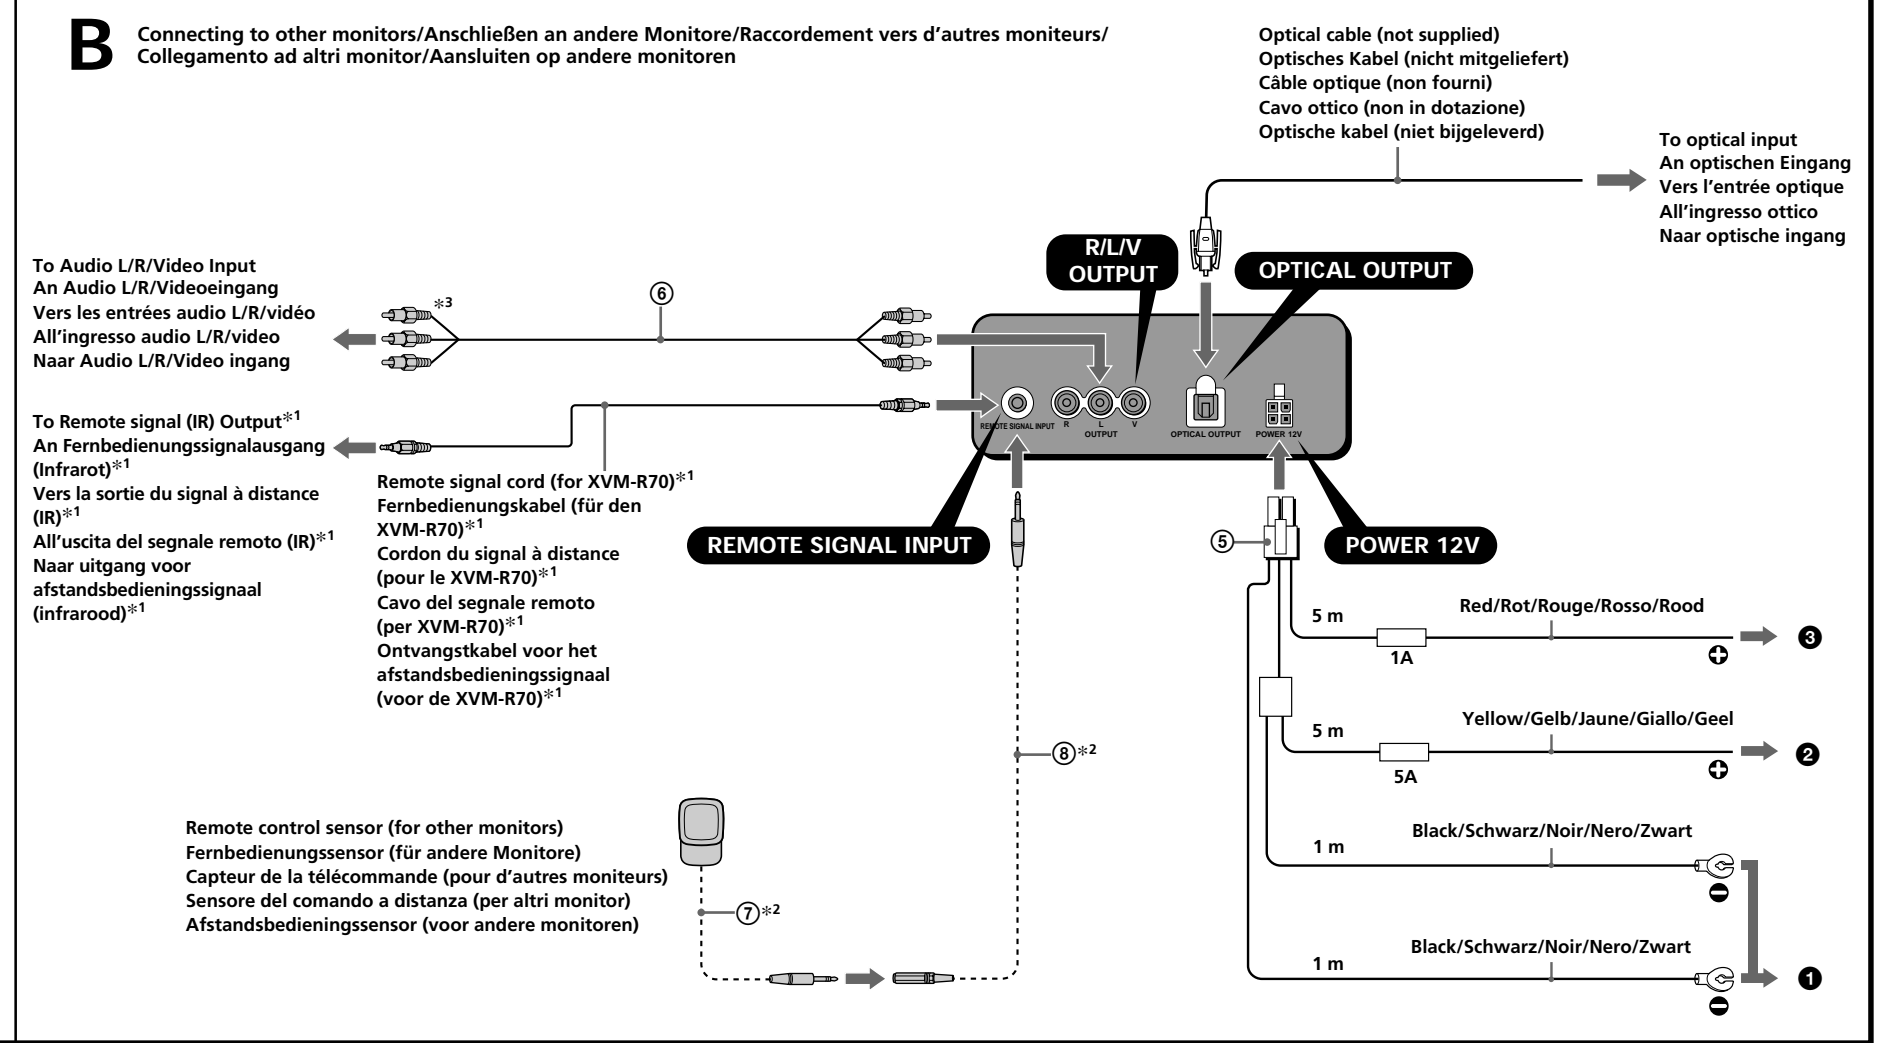 B
Connecting to other monitors/Anschließen an andere Monitore/Raccordement vers d'autres moniteurs/
Collegamento ad altri monitor/Aansluiten op andere monitoren
Optical cable (not supplied)
Optisches Kabel (nicht mitgeliefert)
Câble optique (non fourni)
Cavo ottico (non in dotazione)
Optische kabel (niet bijgeleverd)
To optical input
An optischen Eingang
Vers l'entrée optique
All'ingresso ottico
Naar optische ingang
R/L/V
OUTPUT
OPTICAL OUTPUT
To Audio L/R/Video Input
An Audio L/R/Videoeingang
Vers les entrées audio L/R/vidéo
All'ingresso audio L/R/video
Naar Audio L/R/Video ingang
*3
⑥
To Remote signal (IR) Output*1
An Fernbedienungssignalausgang
(Infrarot)*1
Vers la sortie du signal à distance
(IR)*1
All'uscita del segnale remoto (IR)*1
Naar uitgang voor
afstandsbedieningssignaal
(infrarood)*1
Remote signal cord (for XVM-R70)*1
Fernbedienungskabel (für den
XVM-R70)*1
Cordon du signal à distance
(pour le XVM-R70)*1
Cavo del segnale remoto
(per XVM-R70)*1
Ontvangstkabel voor het
afstandsbedieningssignaal
(voor de XVM-R70)*1
REMOTE SIGNAL INPUT
R
L
V
OUTPUT
OPTICAL OUTPUT
POWER 12V
REMOTE SIGNAL INPUT
⑤
POWER 12V
5 m
Red/Rot/Rouge/Rosso/Rood
1A
+
❸
5 m
Yellow/Gelb/Jaune/Giallo/Geel
5A
+
❷
1 m
Black/Schwarz/Noir/Nero/Zwart
−
1 m
Black/Schwarz/Noir/Nero/Zwart
−
❶
⑧*2
Remote control sensor (for other monitors)
Fernbedienungssensor (für andere Monitore)
Capteur de la télécommande (pour d'autres moniteurs)
Sensore del comando a distanza (per altri monitor)
Afstandsbedieningssensor (voor andere monitoren)
⑦*2